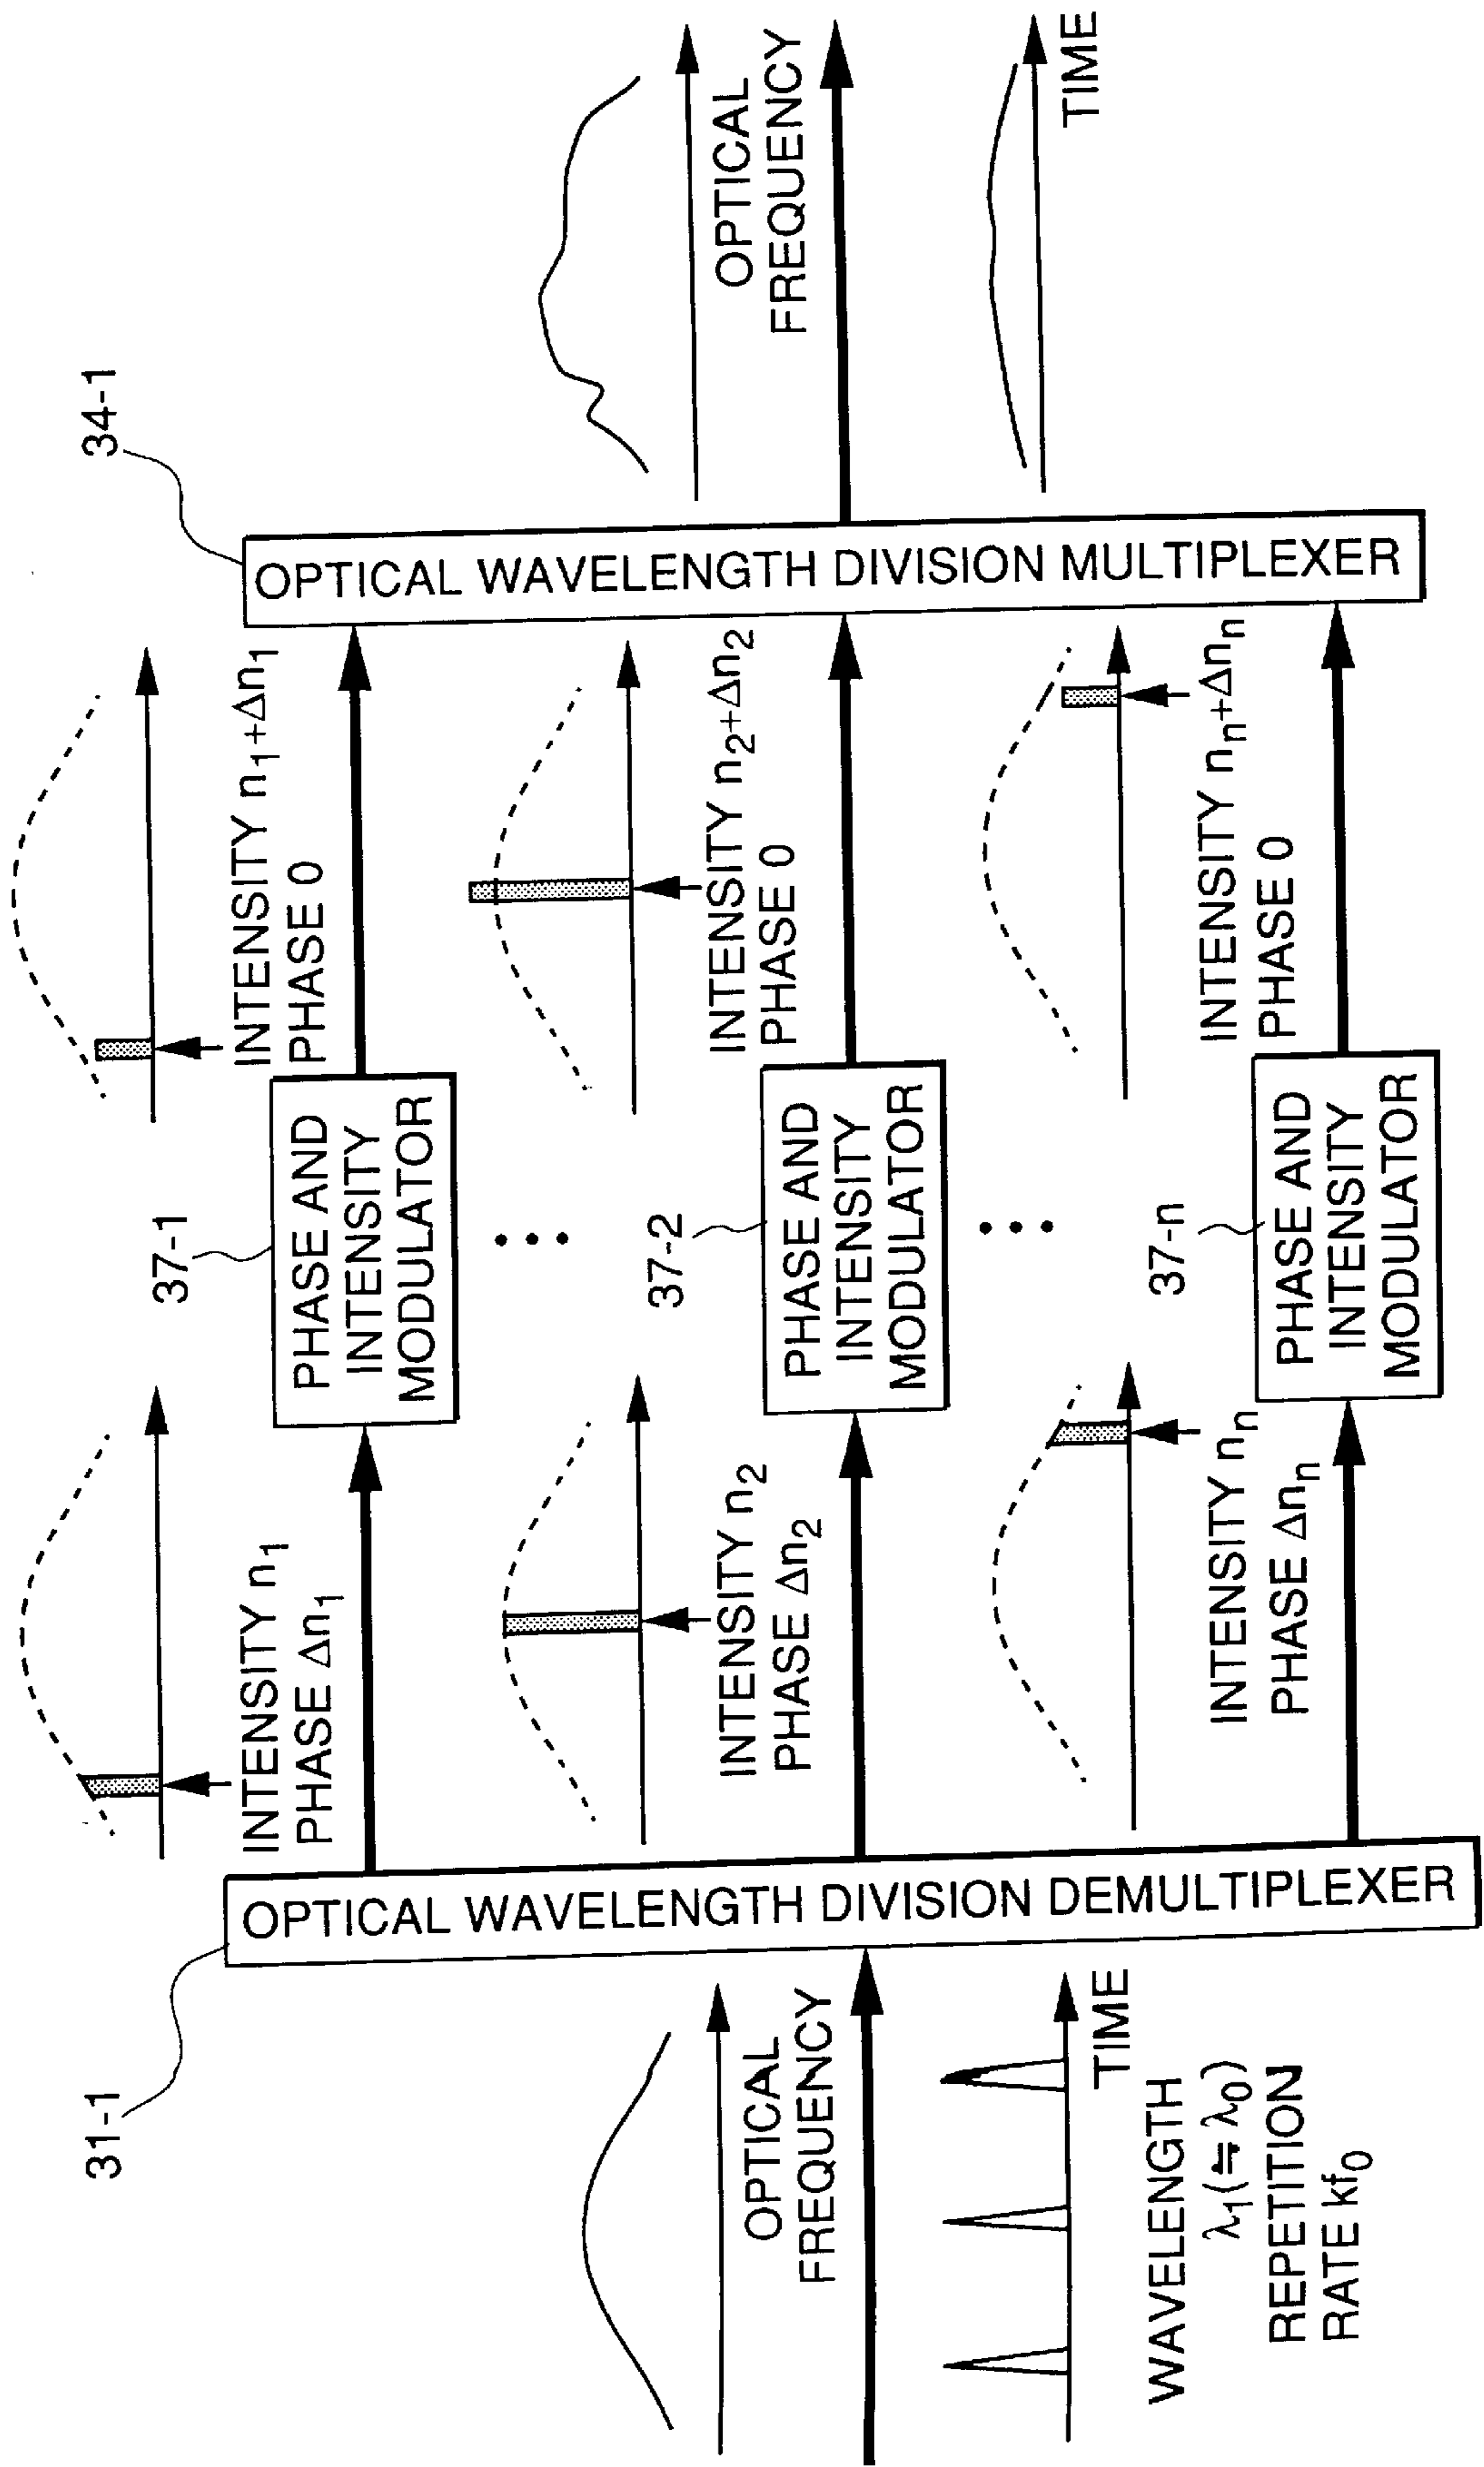 31-1
OPTICAL
FREQUENCY
TIME
WAVELENGTH
λ1(≒λ0)
REPETITION
RATE kf0
OPTICAL WAVELENGTH DIVISION DEMULTIPLEXER
INTENSITY n1
PHASE Δn1
INTENSITY n2
PHASE Δn2
INTENSITY nn
PHASE Δnn
37-1
PHASE AND
INTENSITY
MODULATOR
• • •
37-2
PHASE AND
INTENSITY
MODULATOR
• • •
37-n
PHASE AND
INTENSITY
MODULATOR
INTENSITY n1+Δn1
PHASE 0
INTENSITY n2+Δn2
PHASE 0
INTENSITY nn+Δnn
PHASE 0
34-1
OPTICAL WAVELENGTH DIVISION MULTIPLEXER
OPTICAL
FREQUENCY
TIME